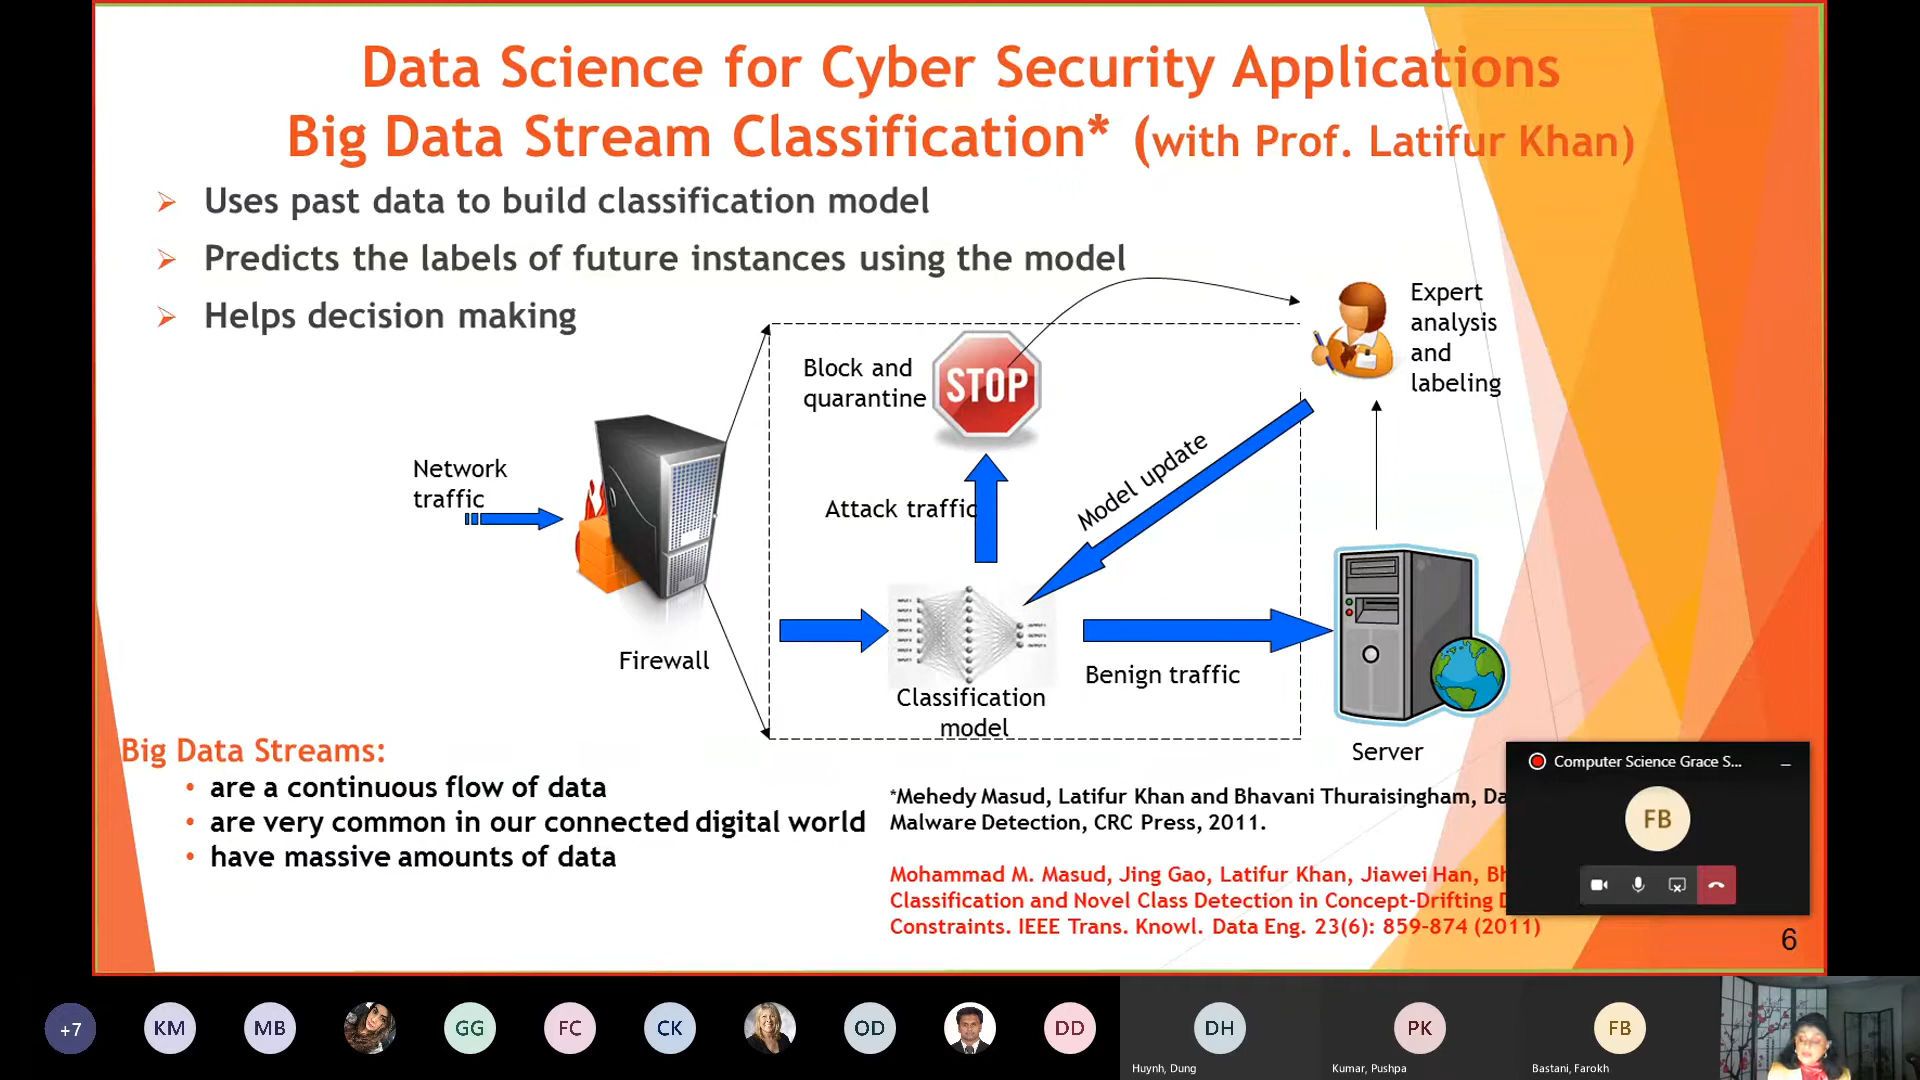 Data Science for Cyber Security Applications
Big Data Stream Classification* (with Prof. Latifur Khan)
Uses past data to build classification model
Predicts the labels of future instances using the model
Helps decision making
Expert
analysis
and
labeling
Block and
quarantine
STOP
Network
traffic
Attack traffic
Model update
Firewall
Classification
model
Benign traffic
Server
Big Data Streams:
• are a continuous flow of data
• are very common in our connected digital world
• have massive amounts of data
*Mehedy Masud, Latifur Khan and Bhavani Thuraisingham, Da
Malware Detection, CRC Press, 2011.
Mohammad M. Masud, Jing Gao, Latifur Khan, Jiawei Han, Bh
Classification and Novel Class Detection in Concept-Drifting D
Constraints. IEEE Trans. Knowl. Data Eng. 23(6): 859-874 (2011)
Computer Science Grace S...
FB
6
+7
KM
MB
GG
FC
CK
OD
DD
DH
PK
FB
Huynh, Dung
Kumar, Pushpa
Bastani, Farokh